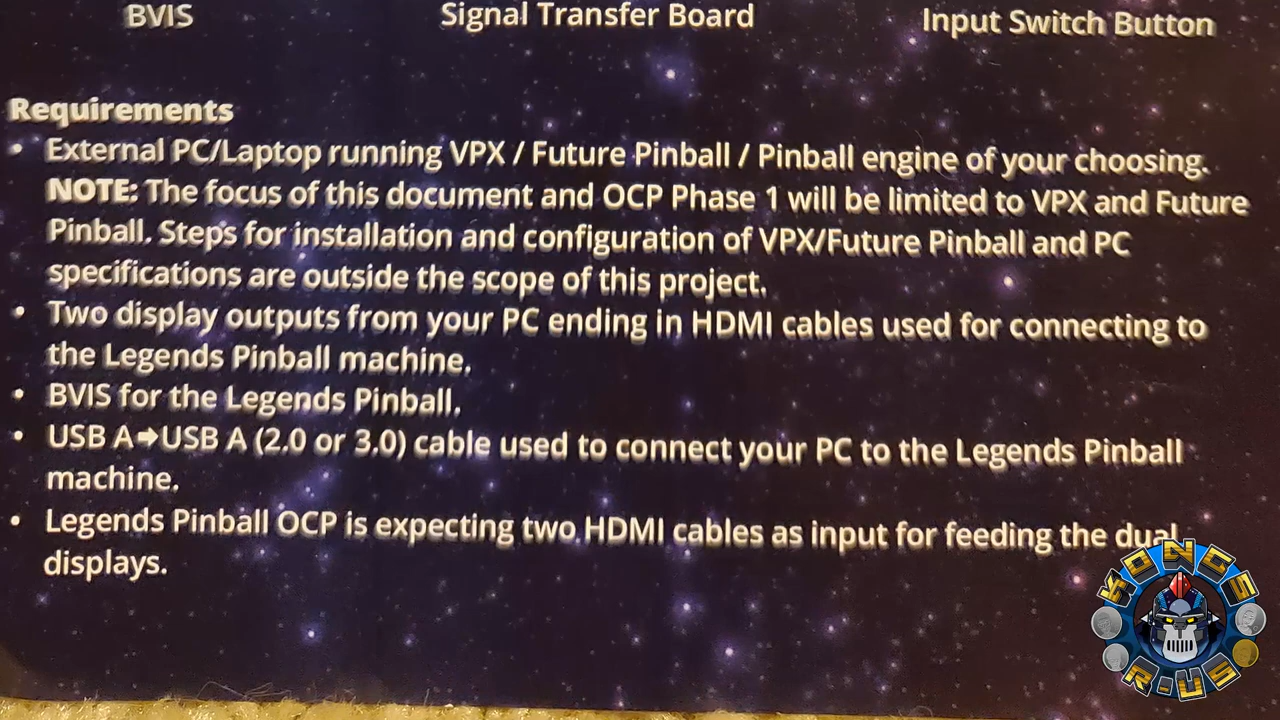 BVIS Signal Transfer Board Input Switch Button
Requirements
• External PC/Laptop running VPX / Future Pinball / Pinball engine of your choosing.
NOTE: The focus of this document and OCP Phase 1 will be limited to VPX and Future
Pinball. Steps for installation and configuration of VPX/Future Pinball and PC
specifications are outside the scope of this project.
• Two display outputs from your PC ending in HDMI cables used for connecting to
the Legends Pinball machine.
• BVIS for the Legends Pinball.
• USB A➡USB A (2.0 or 3.0) cable used to connect your PC to the Legends Pinball
machine.
• Legends Pinball OCP is expecting two HDMI cables as input for feeding the dual
displays.
KONGS
R-US